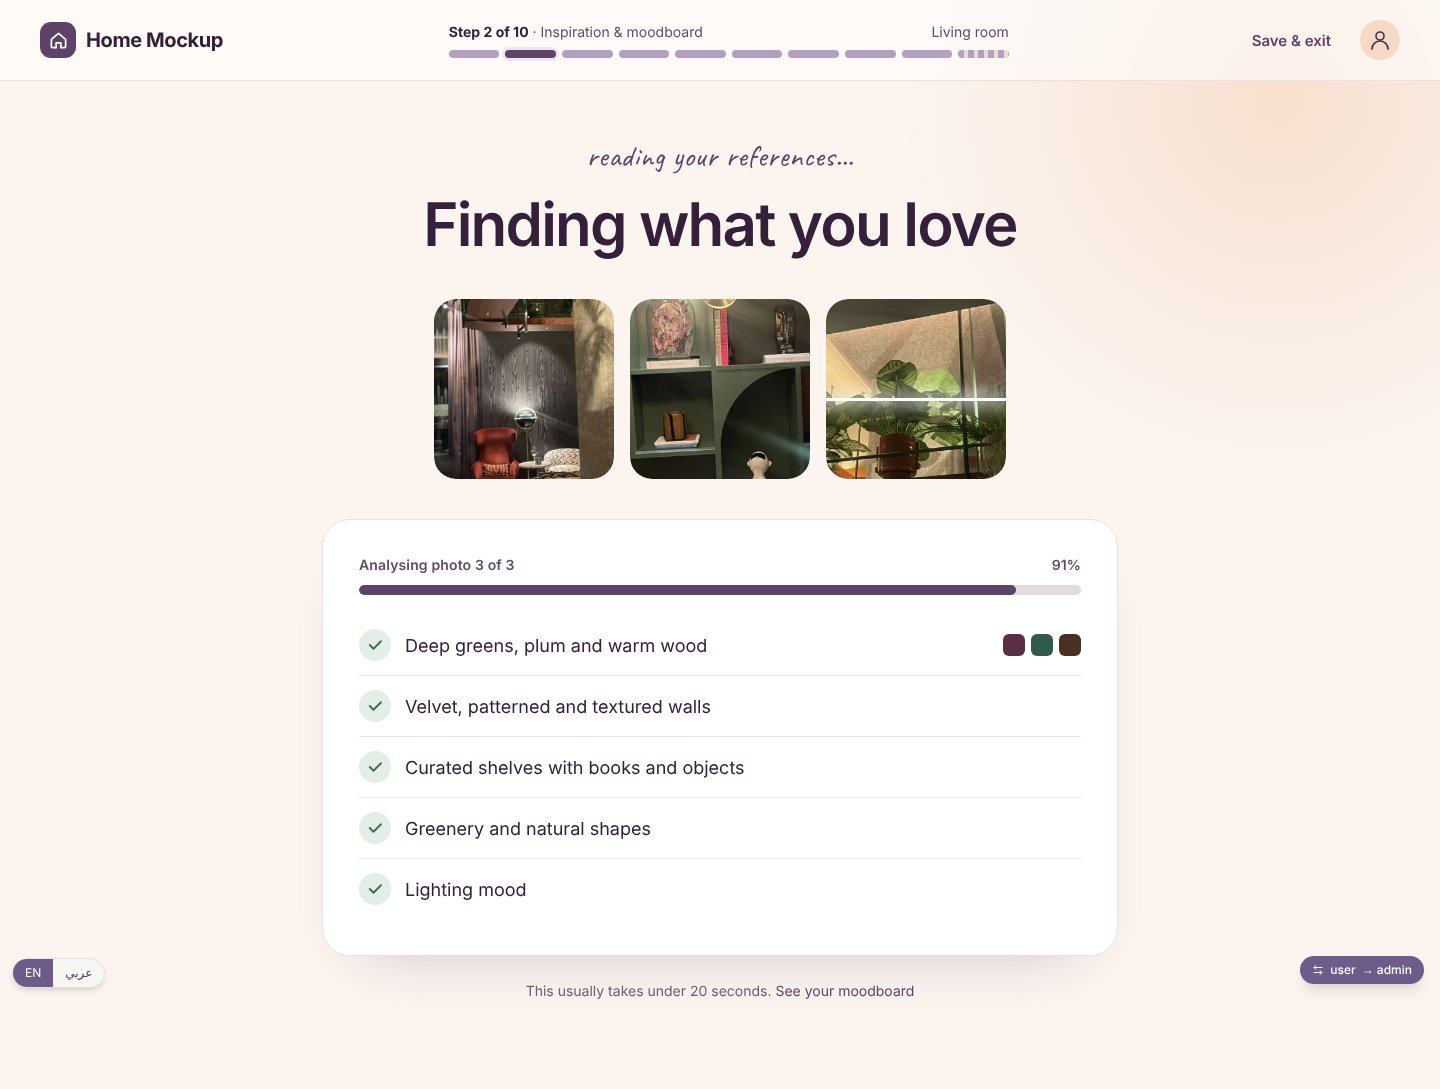 Home Mockup
Step 2 of 10 · Inspiration & moodboard
Living room
Save & exit
reading your references...
Finding what you love
Analysing photo 3 of 3
91%
Deep greens, plum and warm wood
Velvet, patterned and textured walls
Curated shelves with books and objects
Greenery and natural shapes
Lighting mood
EN
عربي
user → admin
This usually takes under 20 seconds. See your moodboard